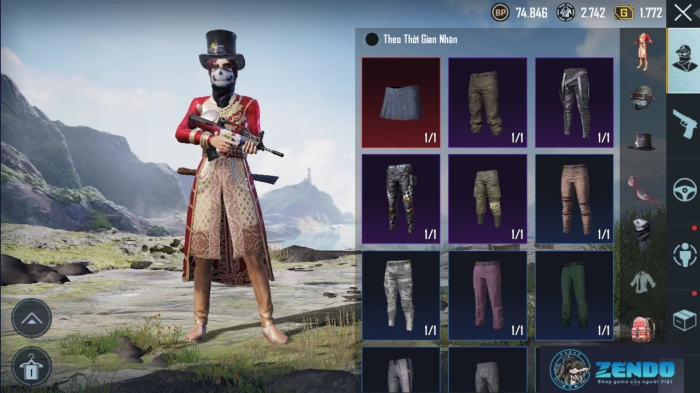 BP 74.846 2.742 G 1.772
Theo Thời Gian Nhận
1/1 1/1 1/1
1/1 1/1 1/1
1/1 1/1 1/1
ZENDO
Shop game của người Việt